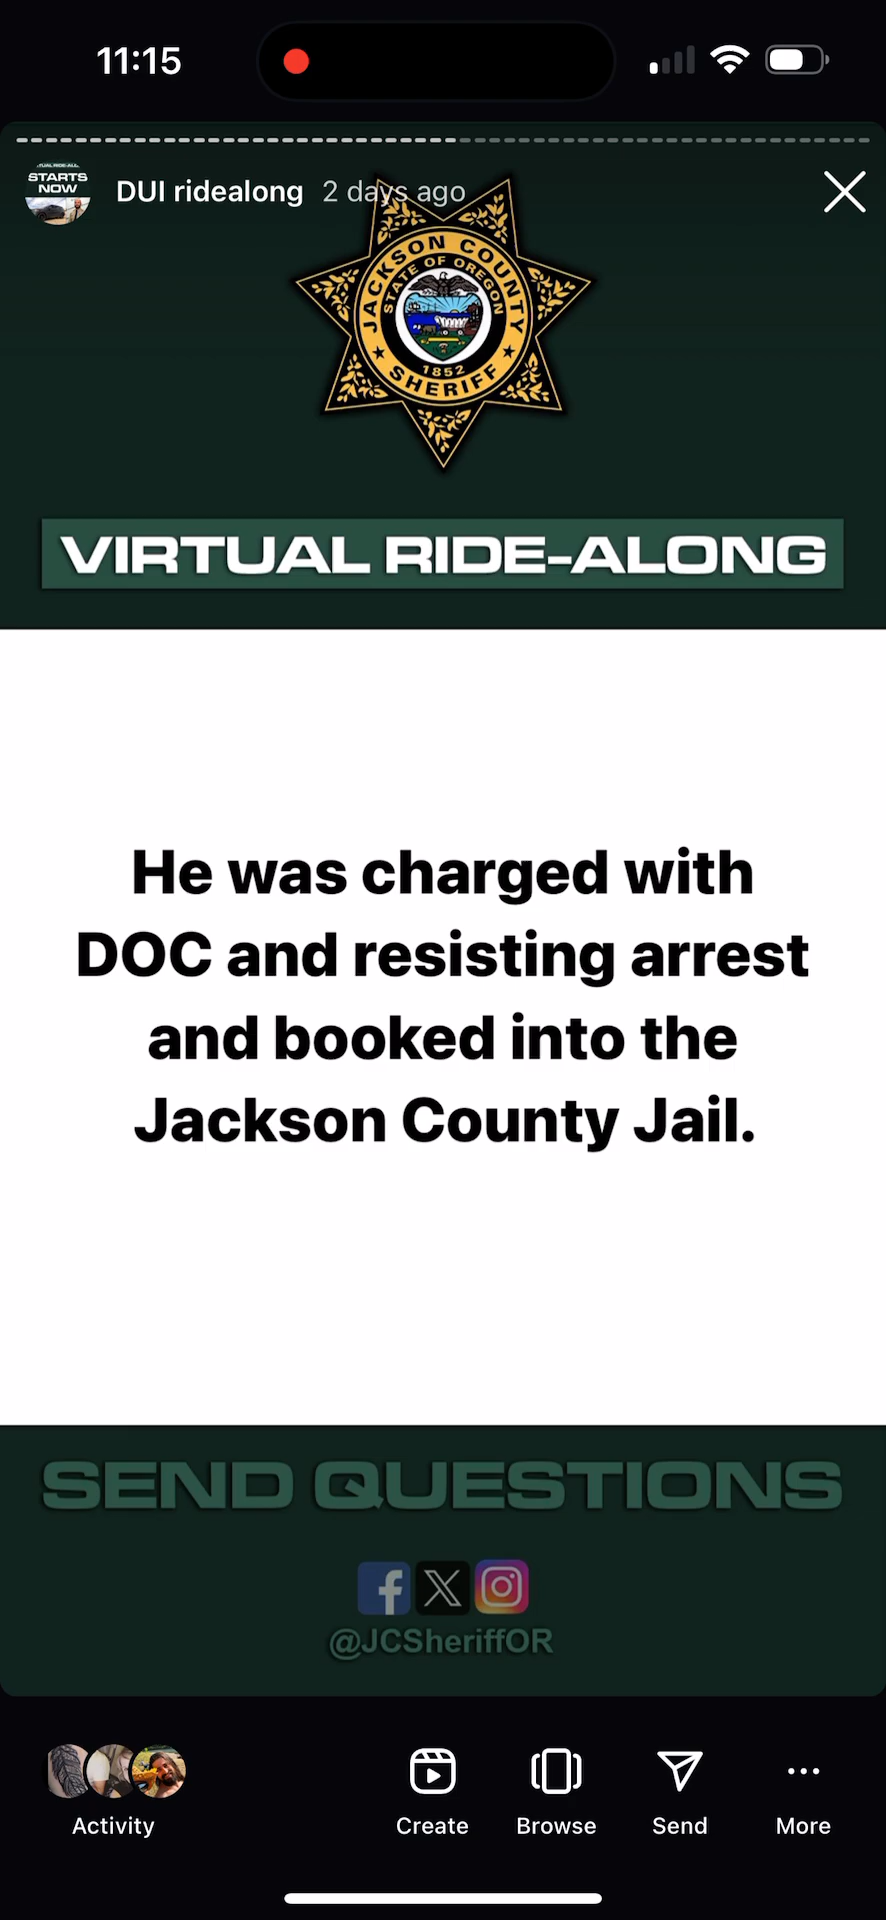 11:15
STARTS
NOW
DUI ridealong 2 days ago
JACKSON COUNTY
STATE OF OREGON
1852
SHERIFF
VIRTUAL RIDE-ALONG
He was charged with
DOC and resisting arrest
and booked into the
Jackson County Jail.
SEND QUESTIONS
@JCSheriffOR
Activity
Create
Browse
Send
More